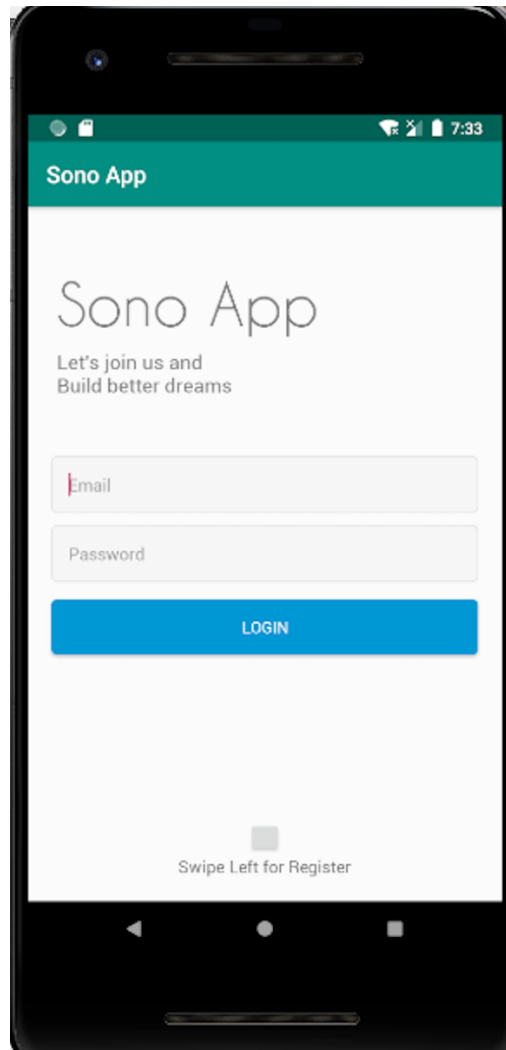 7:33
Sono App
Sono App
Let's join us and
Build better dreams
Email
Password
LOGIN
Swipe Left for Register